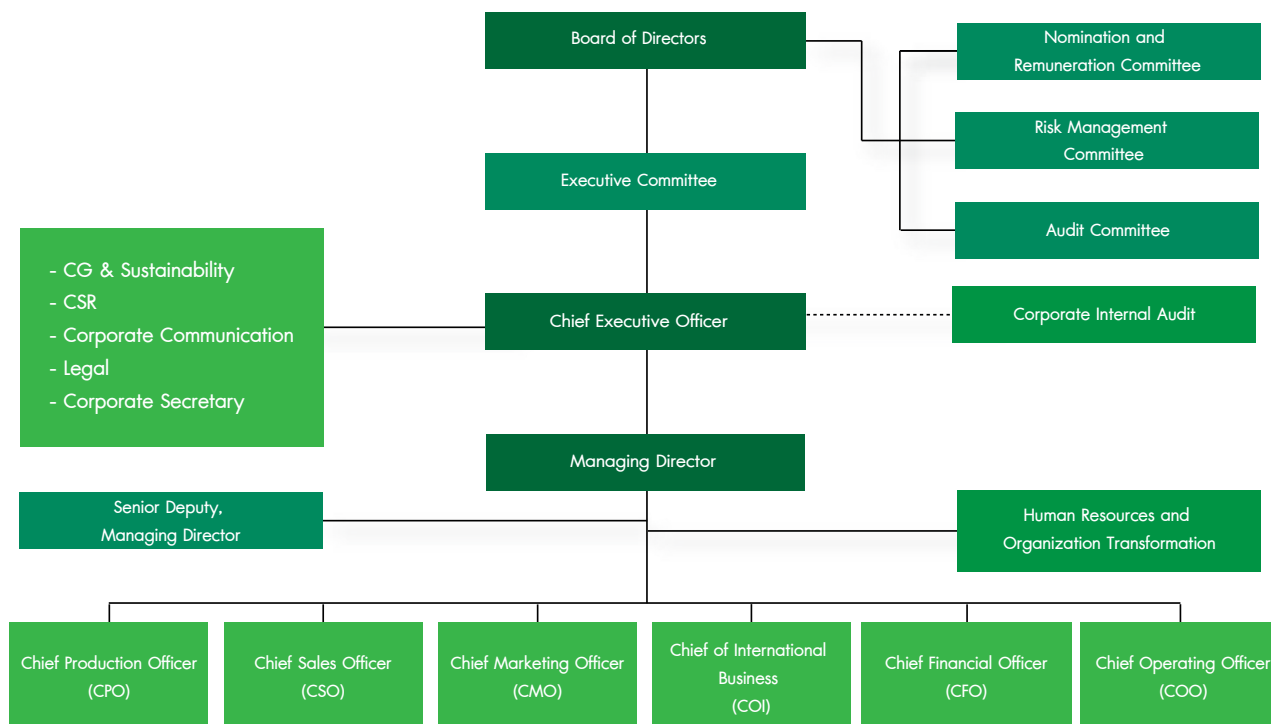 Board of Directors
Nomination and
Remuneration Committee
Risk Management
Committee
Executive Committee
Audit Committee
- CG & Sustainability
- CSR
- Corporate Communication
- Legal
- Corporate Secretary
Chief Executive Officer
Corporate Internal Audit
Managing Director
Senior Deputy,
Managing Director
Human Resources and
Organization Transformation
Chief Production Officer
(CPO)
Chief Sales Officer
(CSO)
Chief Marketing Officer
(CMO)
Chief of International
Business
(COI)
Chief Financial Officer
(CFO)
Chief Operating Officer
(COO)